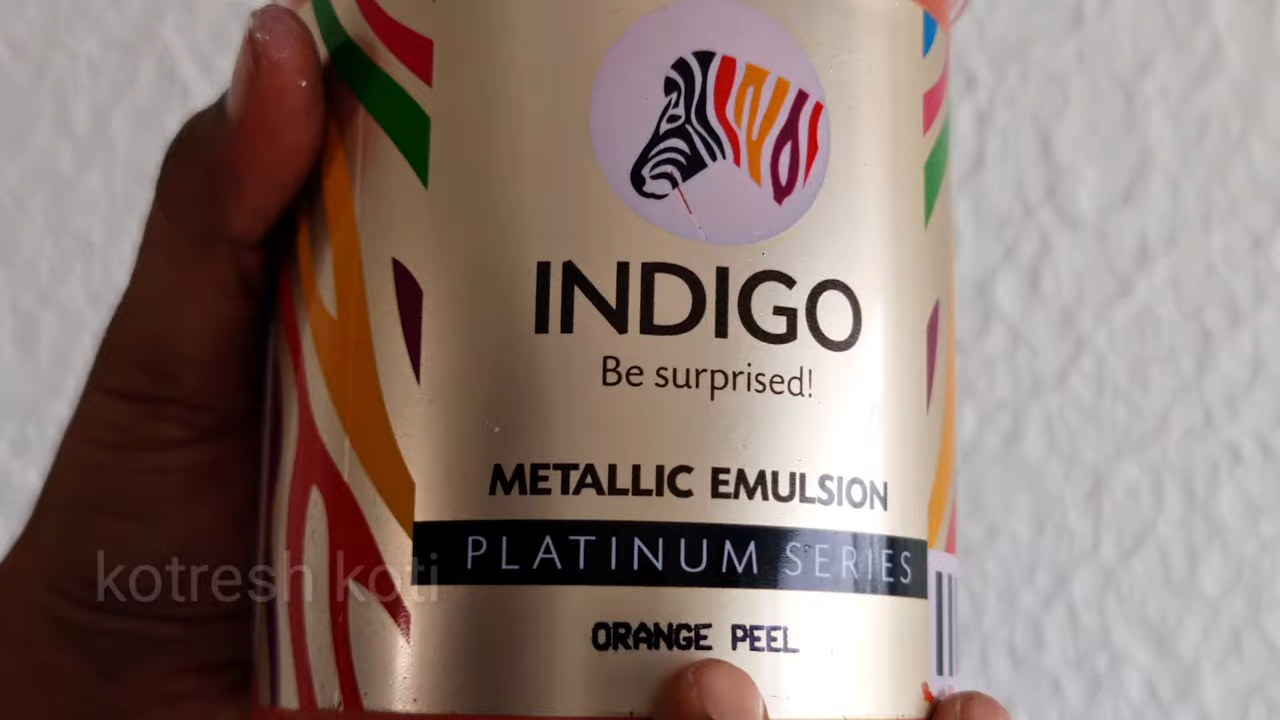 INDIGO
Be surprised!
METALLIC EMULSION
PLATINUM SERIES
kotresh koti
ORANGE PEEL